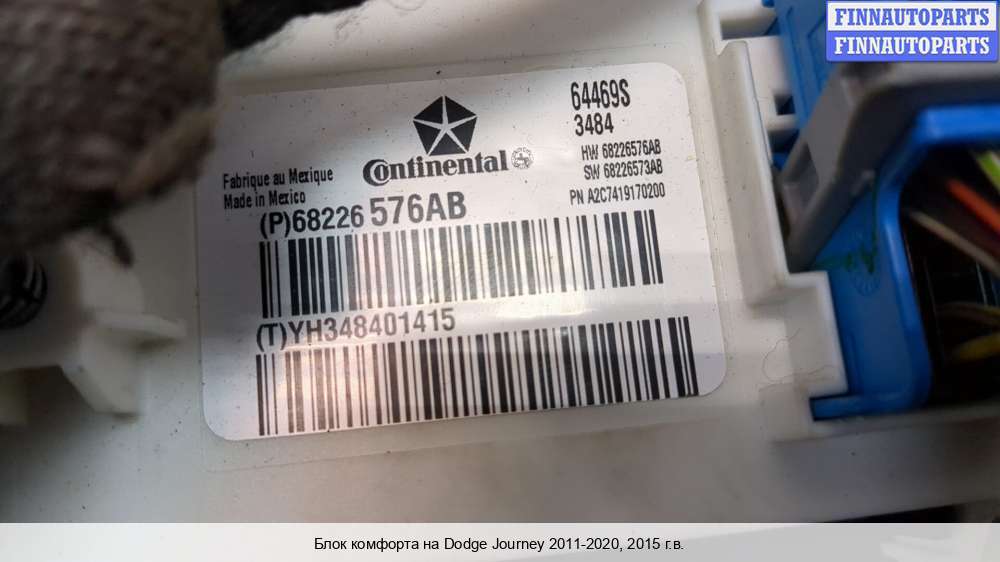 FINNAUTOPARTS
FINNAUTOPARTS
64469S
3484
HW 68226576AB
SW 68226573AB
PN A2C7419170200
Continental
Fabrique au Mexique
Made in Mexico
(P)68226 576AB
(T)YH348401415
Блок комфорта на Dodge Journey 2011-2020, 2015 г.в.